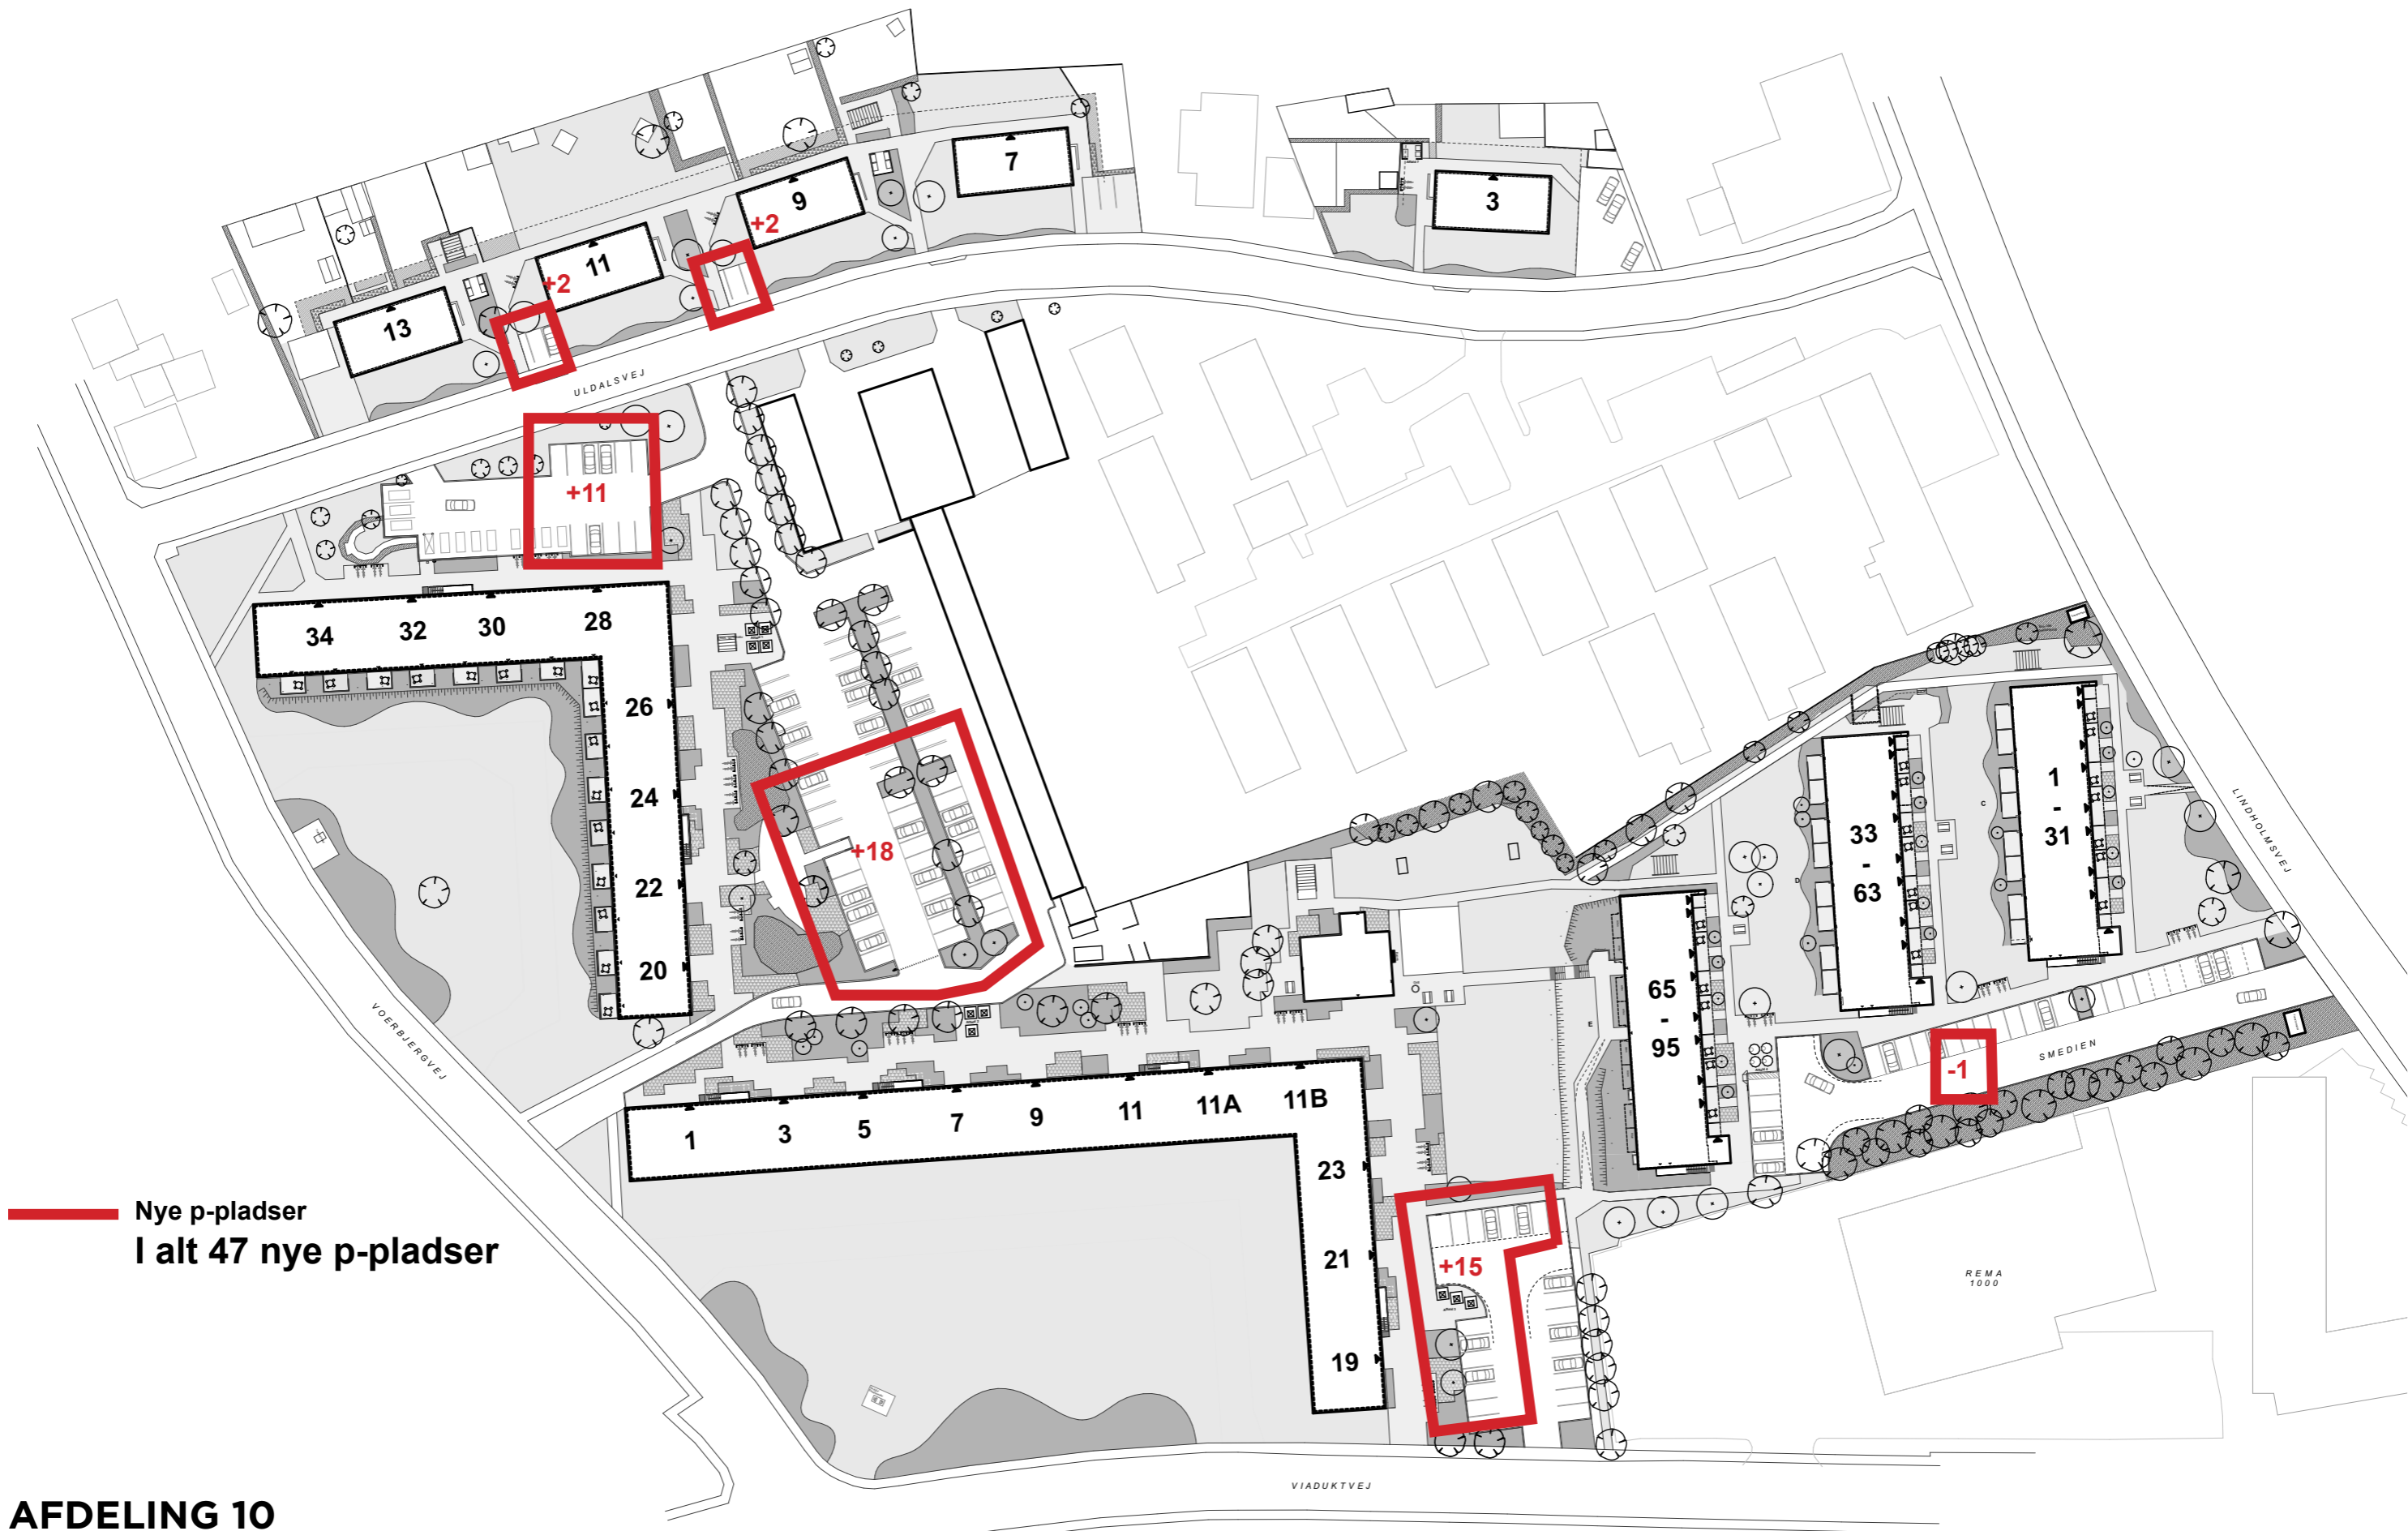 7
3
9
+2
11
+2
13
ULDALSVEJ
+11
34
32
30
28
26
24
22
20
+18
VOERBJERGVEJ
LINDHOLMSVEJ
1
-
31
33
-
63
65
-
95
C
D
E
SMEDIEN
-1
1
3
5
7
9
11
11A
11B
23
21
19
+15
REMA
1000
VIADUKTVEJ
Nye p-pladser
I alt 47 nye p-pladser
AFDELING 10